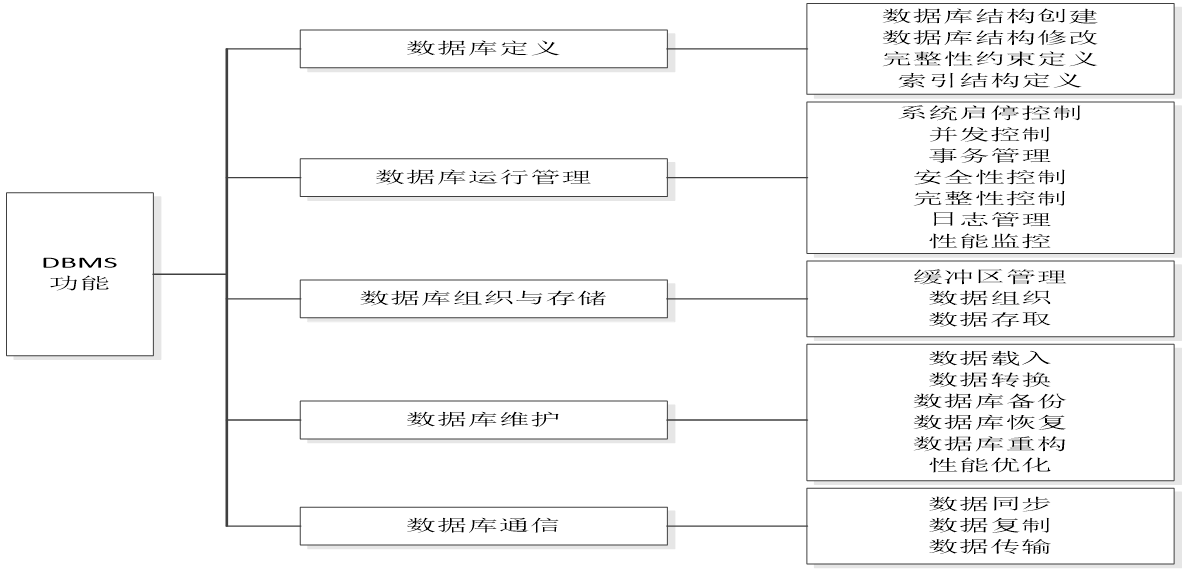 DBMS
功能
数据库定义
数据库结构创建
数据库结构修改
完整性约束定义
索引结构定义
数据库运行管理
系统启停控制
并发控制
事务管理
安全性控制
完整性控制
日志管理
性能监控
数据库组织与存储
缓冲区管理
数据组织
数据存取
数据库维护
数据载入
数据转换
数据库备份
数据库恢复
数据库重构
性能优化
数据库通信
数据同步
数据复制
数据传输